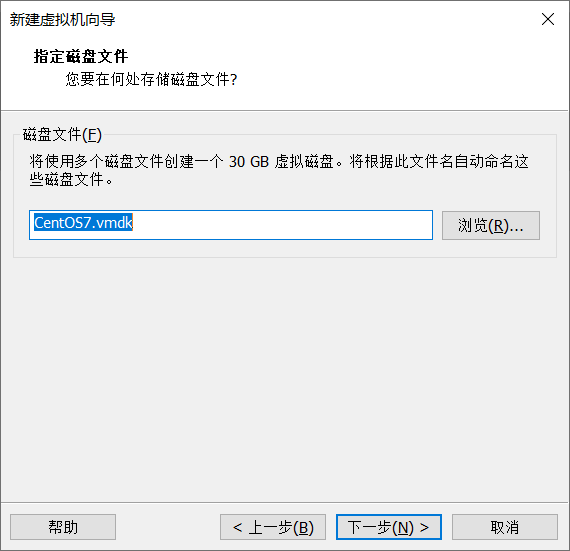 新建虚拟机向导
指定磁盘文件
您要在何处存储磁盘文件?
磁盘文件(F)
将使用多个磁盘文件创建一个 30 GB 虚拟磁盘。将根据此文件名自动命名这
些磁盘文件。
CentOS7.vmdk
浏览(R)...
帮助
< 上一步(B)
下一步(N) >
取消